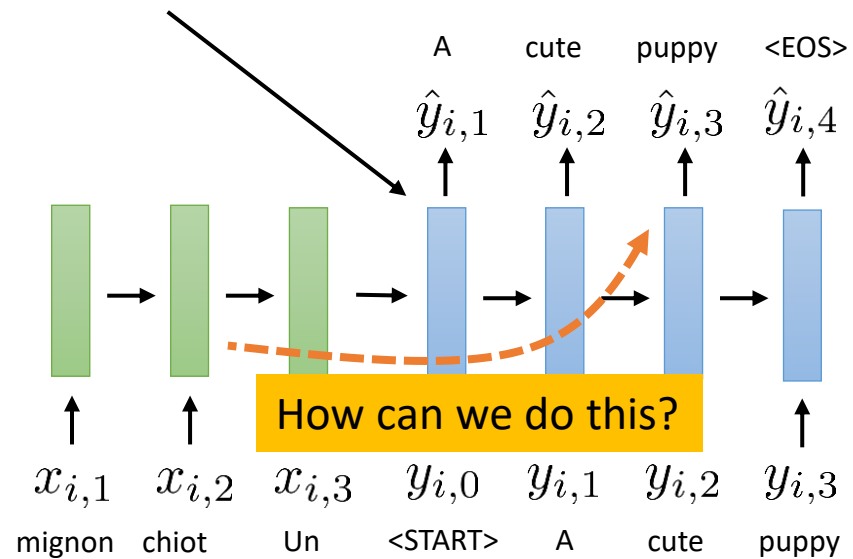 A cute puppy <EOS>
ŷ_{i,1} ŷ_{i,2} ŷ_{i,3} ŷ_{i,4}
How can we do this?
x_{i,1} x_{i,2} x_{i,3} y_{i,0} y_{i,1} y_{i,2} y_{i,3}
mignon chiot Un <START> A cute puppy